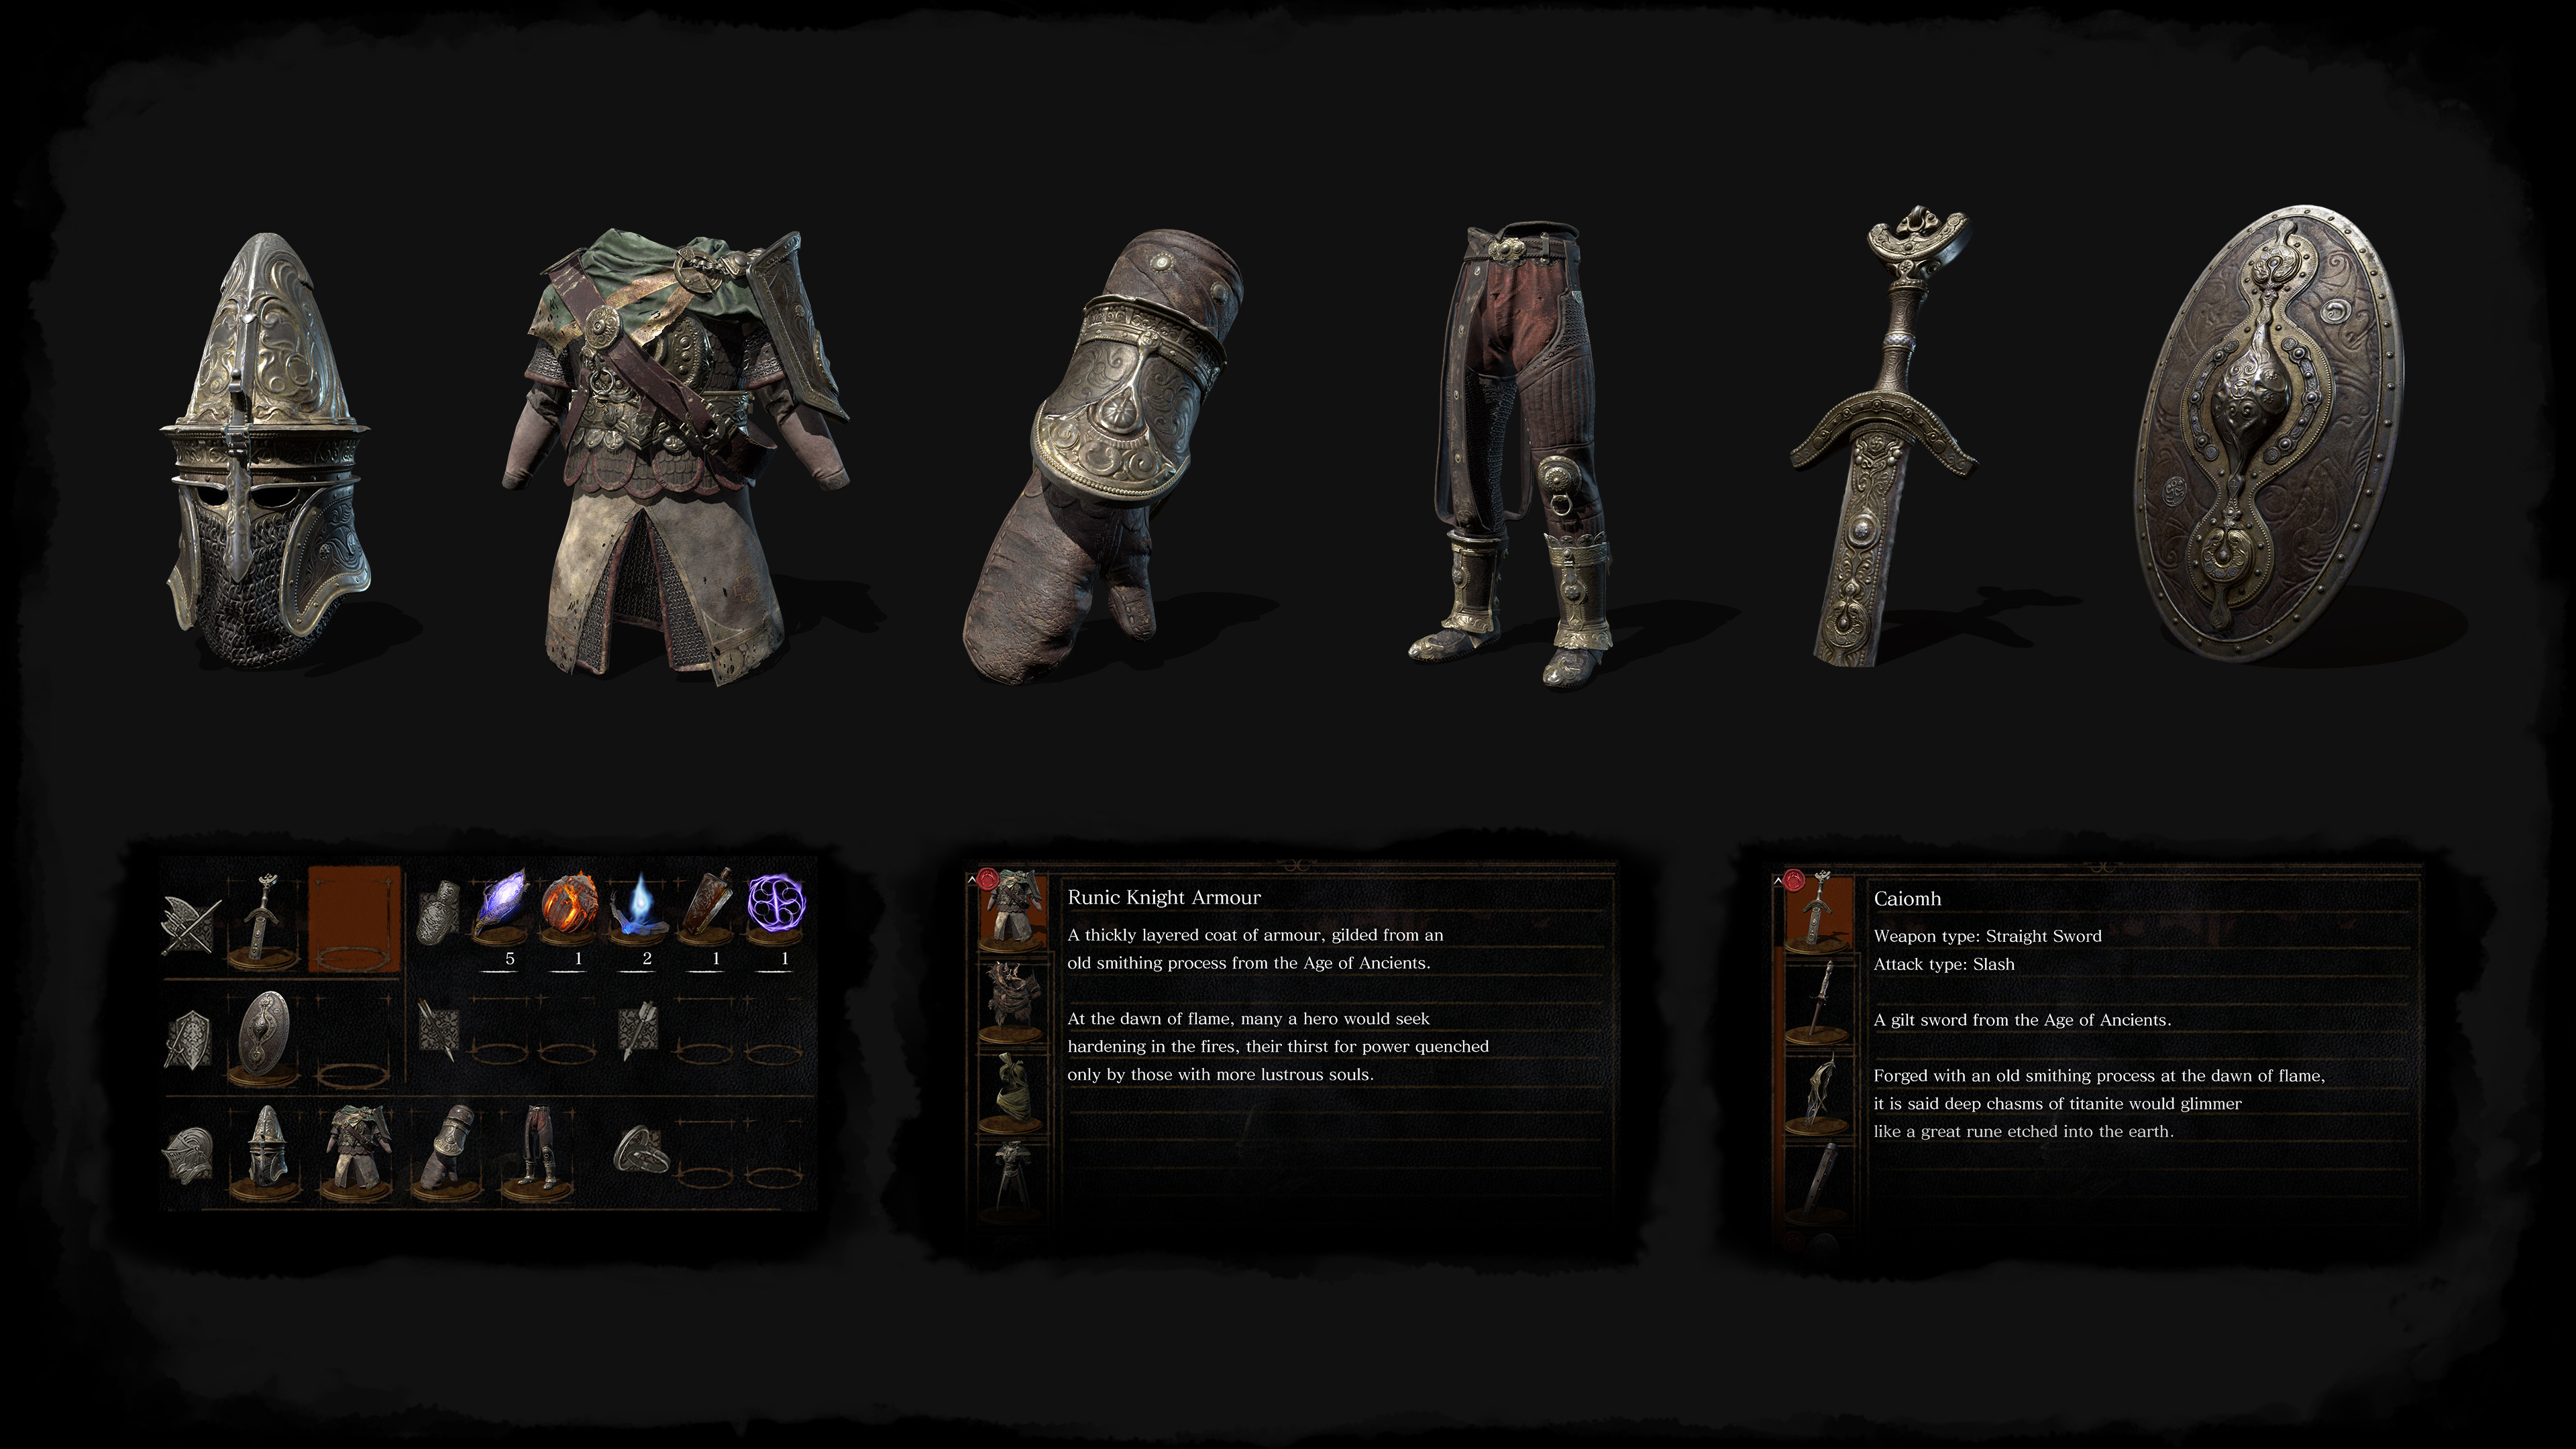 5 1 2 1 1
Runic Knight Armour
A thickly layered coat of armour, gilded from an
old smithing process from the Age of Ancients.
At the dawn of flame, many a hero would seek
hardening in the fires, their thirst for power quenched
only by those with more lustrous souls.
Caiomh
Weapon type: Straight Sword
Attack type: Slash
A gilt sword from the Age of Ancients.
Forged with an old smithing process at the dawn of flame,
it is said deep chasms of titanite would glimmer
like a great rune etched into the earth.